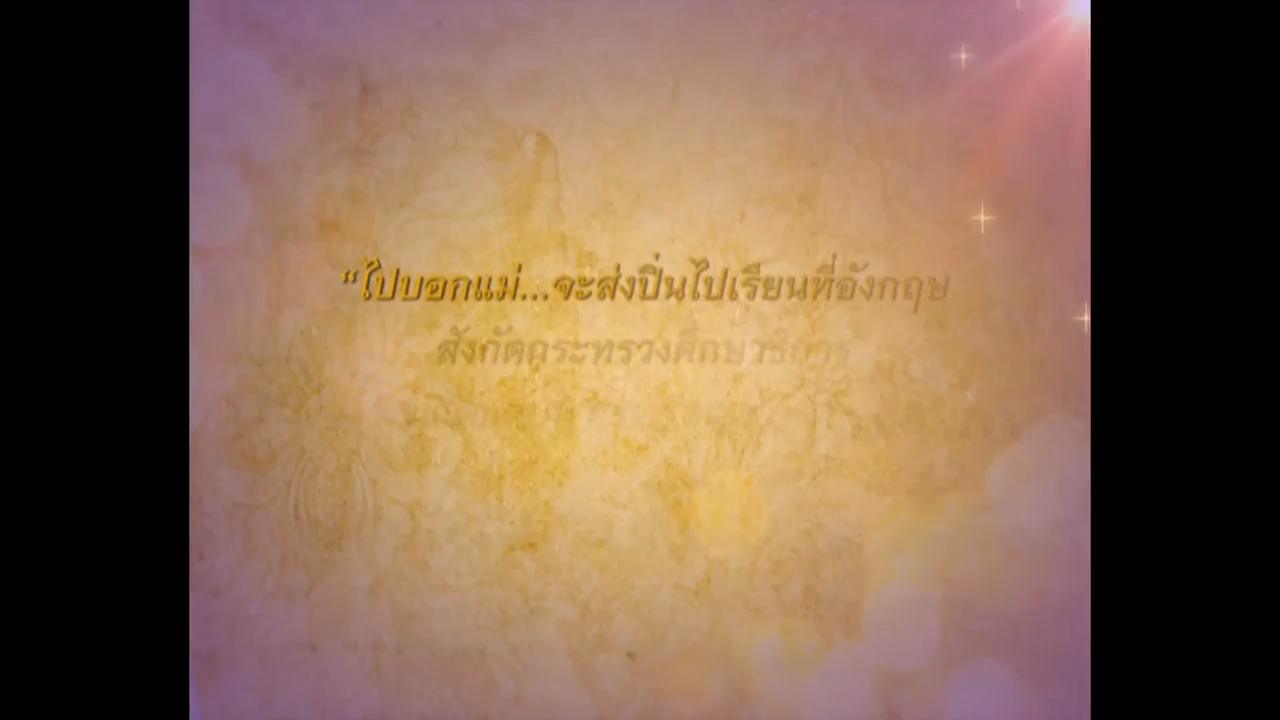 “ไปบอกแม่...จะส่งปิ่นไปเรียนที่อังกฤษ
สังกัดกระทรวงศึกษาธิการ